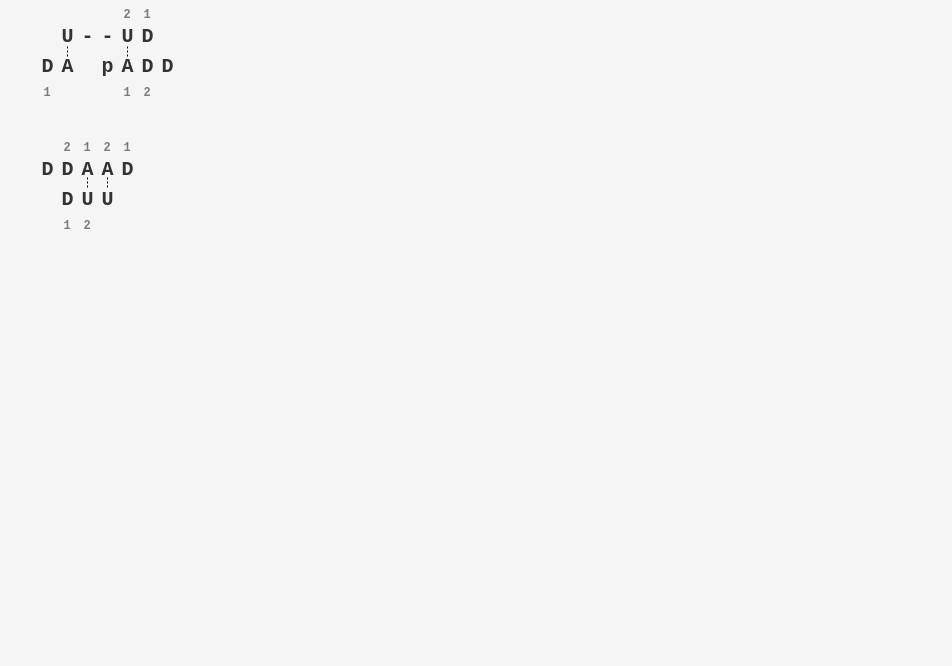 2 1
U - - U D
D A p A D D
1 1 2
2 1 2 1
D D A A D
D U U
1 2